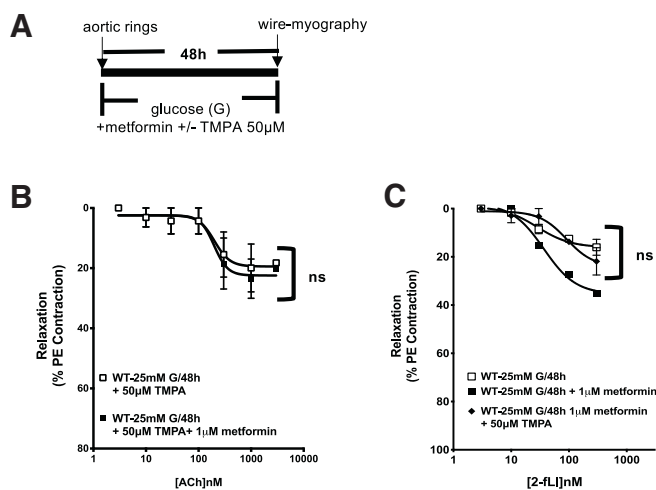 A
aortic rings
wire-myography
48h
glucose (G)
+metformin +/- TMPA 50µM
B
0
20
40
60
80
Relaxation
(% PE Contraction)
ns
WT-25mM G/48h
+ 50µM TMPA
WT-25mM G/48h
+ 50µM TMPA+ 1µM metformin
1
10
100
1000
10000
[ACh]nM
C
0
20
40
60
80
100
Relaxation
(% PE Contraction)
ns
WT-25mM G/48h
WT-25mM G/48h + 1µM metformin
WT-25mM G/48h 1µM metformin
+ 50µM TMPA
1
10
100
1000
[2-fLI]nM